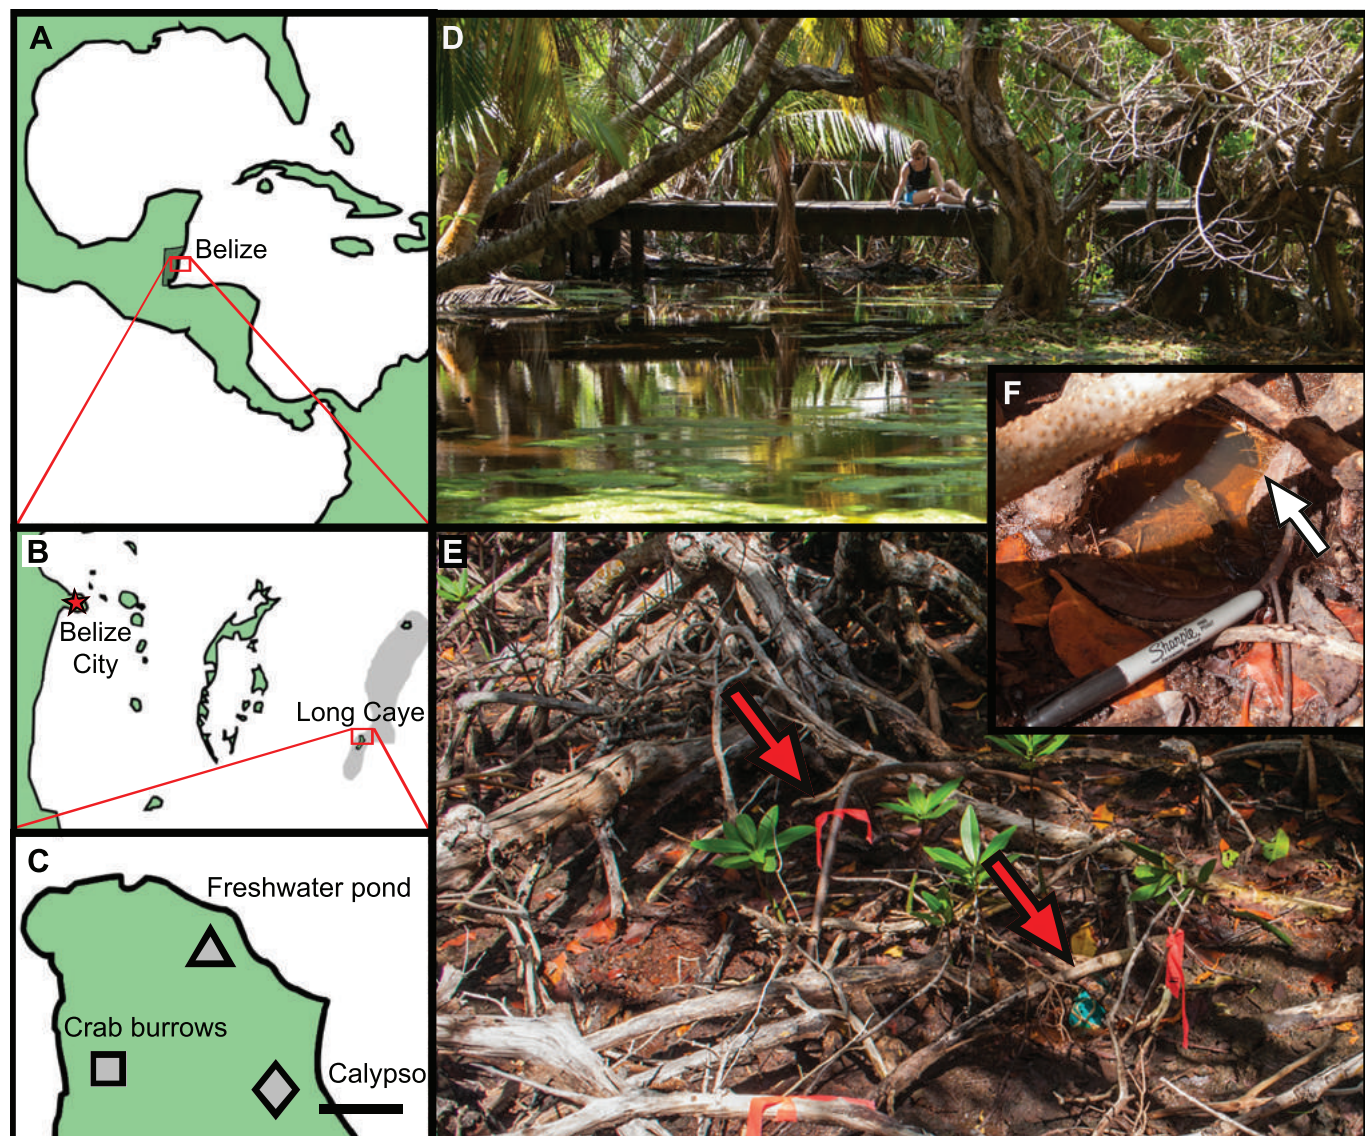 A
Belize
B
Belize
City
Long Caye
C
Freshwater pond
Crab burrows
Calypso
D
E
F
Sharpie